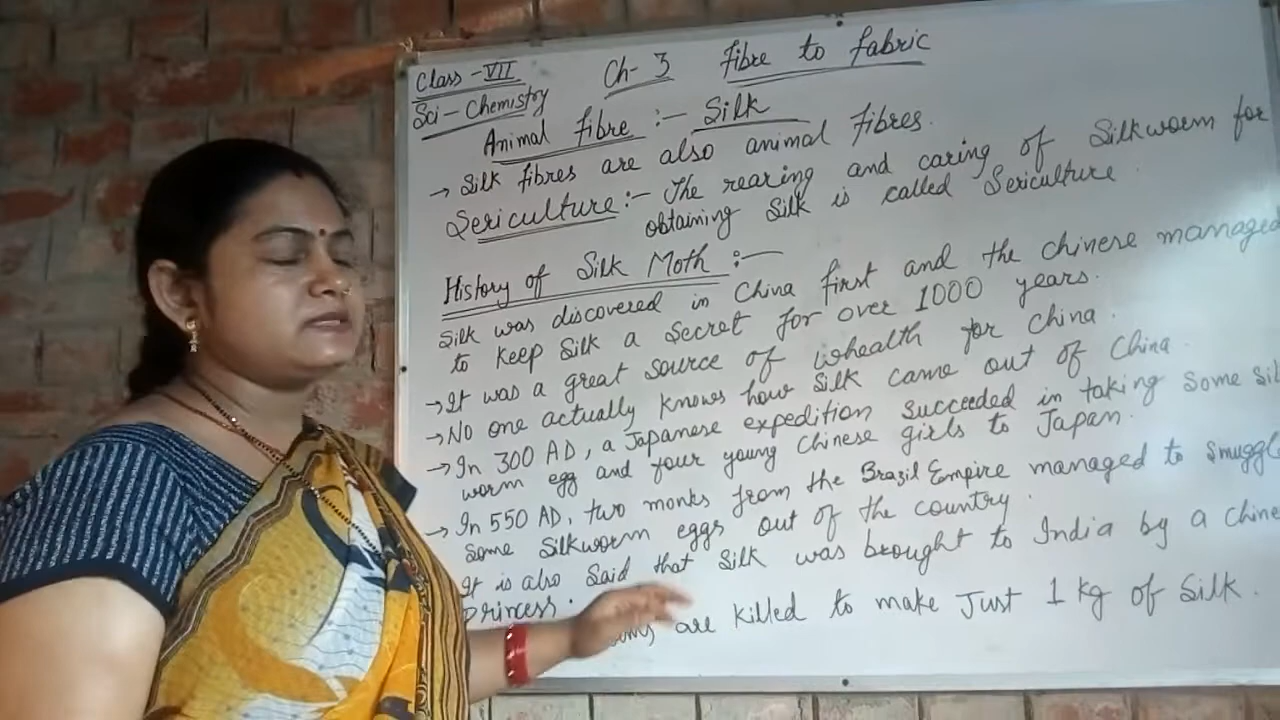 Class - VII
Ch- 3 Fibre to fabric
Sci - Chemistry
Animal fibre :- Silk
→ Silk fibres are also animal fibres.
Sericulture :- The rearing and caring of Silkworm for
obtaining Silk is called Sericulture
History of Silk Moth :-
Silk was discovered in China first and the chinese managed
to keep Silk a Secret for over 1000 years.
→ It was a great source of whealth for China.
→ No one actually knows how Silk came out of China.
→ In 300 AD, a Japanese expedition succeeded in taking some
worm egg and four young Chinese girls to Japan.
→ In 550 AD, two monks from the Brazil Empire managed to
some silkworm eggs out of the country.
It is also said that silk was brought to India by a
princess.
are killed to make Just 1 kg of Silk.